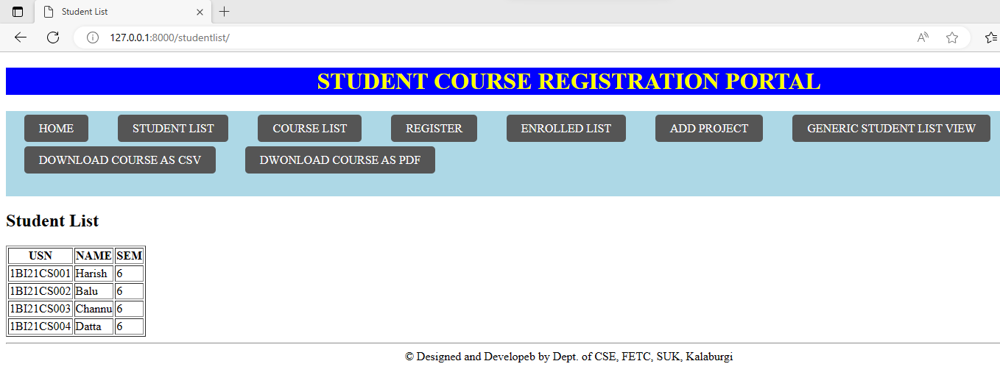 Student List
127.0.0.1:8000/studentlist/
STUDENT COURSE REGISTRATION PORTAL
HOME STUDENT LIST COURSE LIST REGISTER ENROLLED LIST ADD PROJECT GENERIC STUDENT LIST VIEW
DOWNLOAD COURSE AS CSV DWONLOAD COURSE AS PDF
Student List
USN NAME SEM
1BI21CS001 Harish 6
1BI21CS002 Balu 6
1BI21CS003 Channu 6
1BI21CS004 Datta 6
© Designed and Developeb by Dept. of CSE, FETC, SUK, Kalaburgi